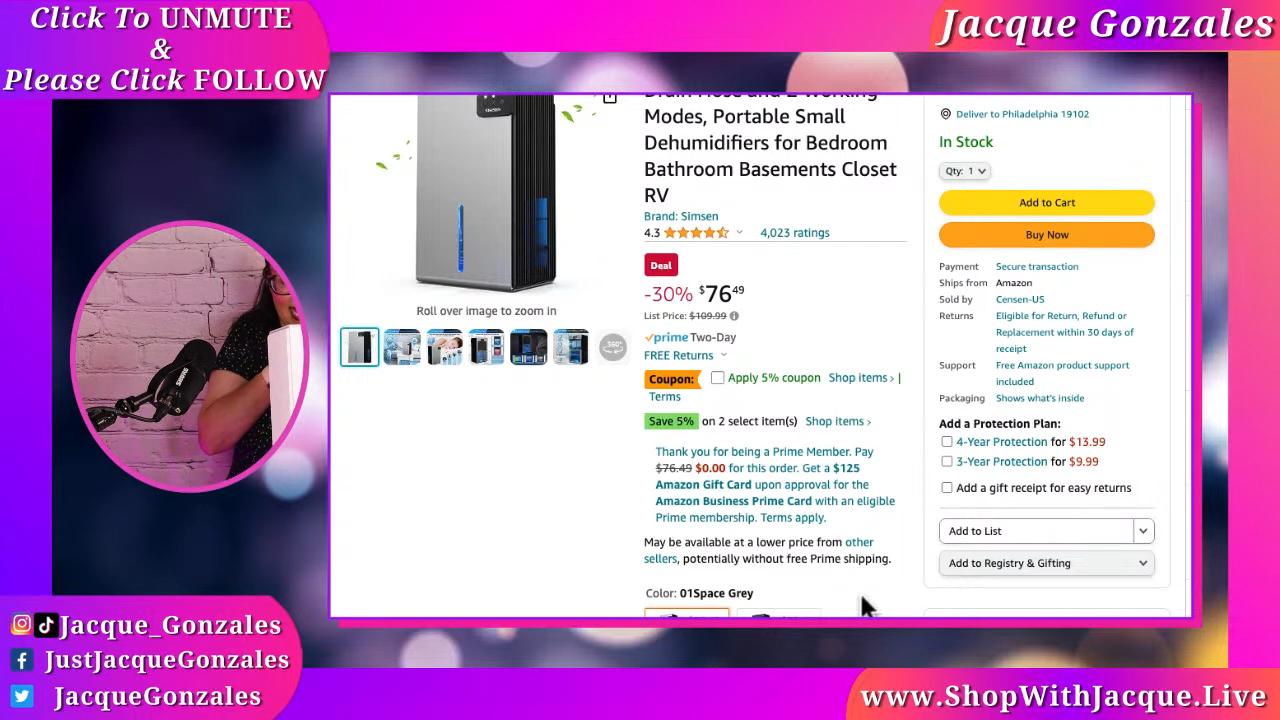 Click To UNMUTE
&
Please Click FOLLOW
Jacque Gonzales
Drain Hose and 2 Working
Modes, Portable Small
Dehumidifiers for Bedroom
Bathroom Basements Closet
RV
Brand: Simsen
4.3 4,023 ratings
Deal
-30% $76 49
List Price: $109.99
prime Two-Day
FREE Returns
Coupon: Apply 5% coupon Shop items › |
Terms
Save 5% on 2 select item(s) Shop items ›
Thank you for being a Prime Member. Pay
$76.49 $0.00 for this order. Get a $125
Amazon Gift Card upon approval for the
Amazon Business Prime Card with an eligible
Prime membership. Terms apply.
May be available at a lower price from other
sellers, potentially without free Prime shipping.
Color: 01Space Grey
Roll over image to zoom in
360°
Deliver to Philadelphia 19102
In Stock
Qty: 1
Add to Cart
Buy Now
Payment Secure transaction
Ships from Amazon
Sold by Censen-US
Returns Eligible for Return, Refund or
Replacement within 30 days of
receipt
Support Free Amazon product support
included
Packaging Shows what's inside
Add a Protection Plan:
4-Year Protection for $13.99
3-Year Protection for $9.99
Add a gift receipt for easy returns
Add to List
Add to Registry & Gifting
Jacque_Gonzales
JustJacqueGonzales
JacqueGonzales
www.ShopWithJacque.Live